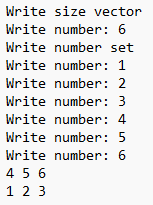 Write size vector
Write number: 6
Write number set
Write number: 1
Write number: 2
Write number: 3
Write number: 4
Write number: 5
Write number: 6
4 5 6
1 2 3